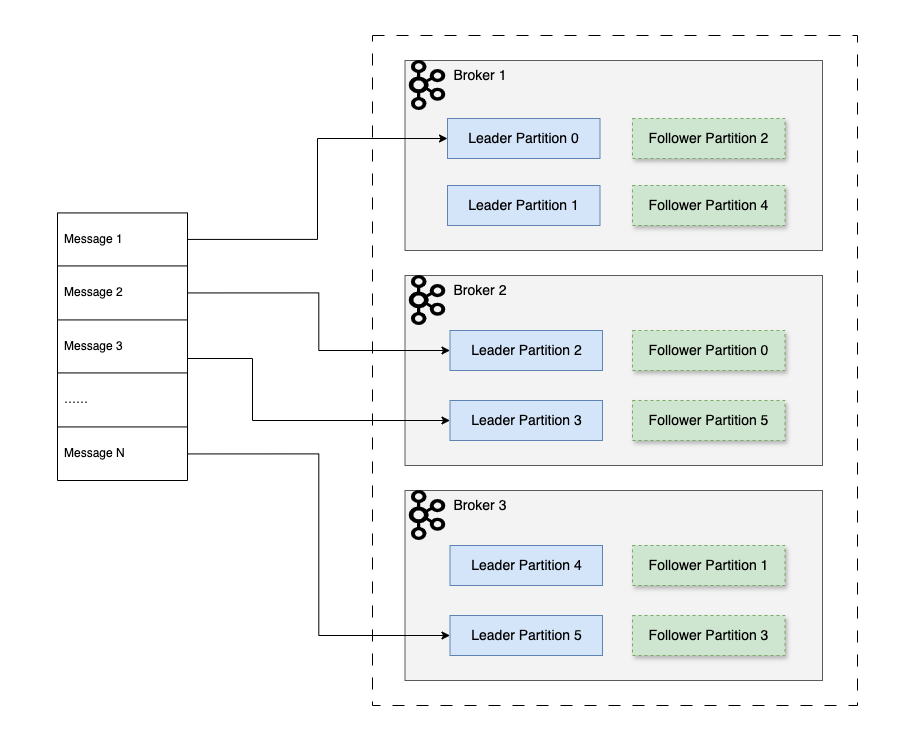 Message 1
Message 2
Message 3
......
Message N
Broker 1
Leader Partition 0
Follower Partition 2
Leader Partition 1
Follower Partition 4
Broker 2
Leader Partition 2
Follower Partition 0
Leader Partition 3
Follower Partition 5
Broker 3
Leader Partition 4
Follower Partition 1
Leader Partition 5
Follower Partition 3